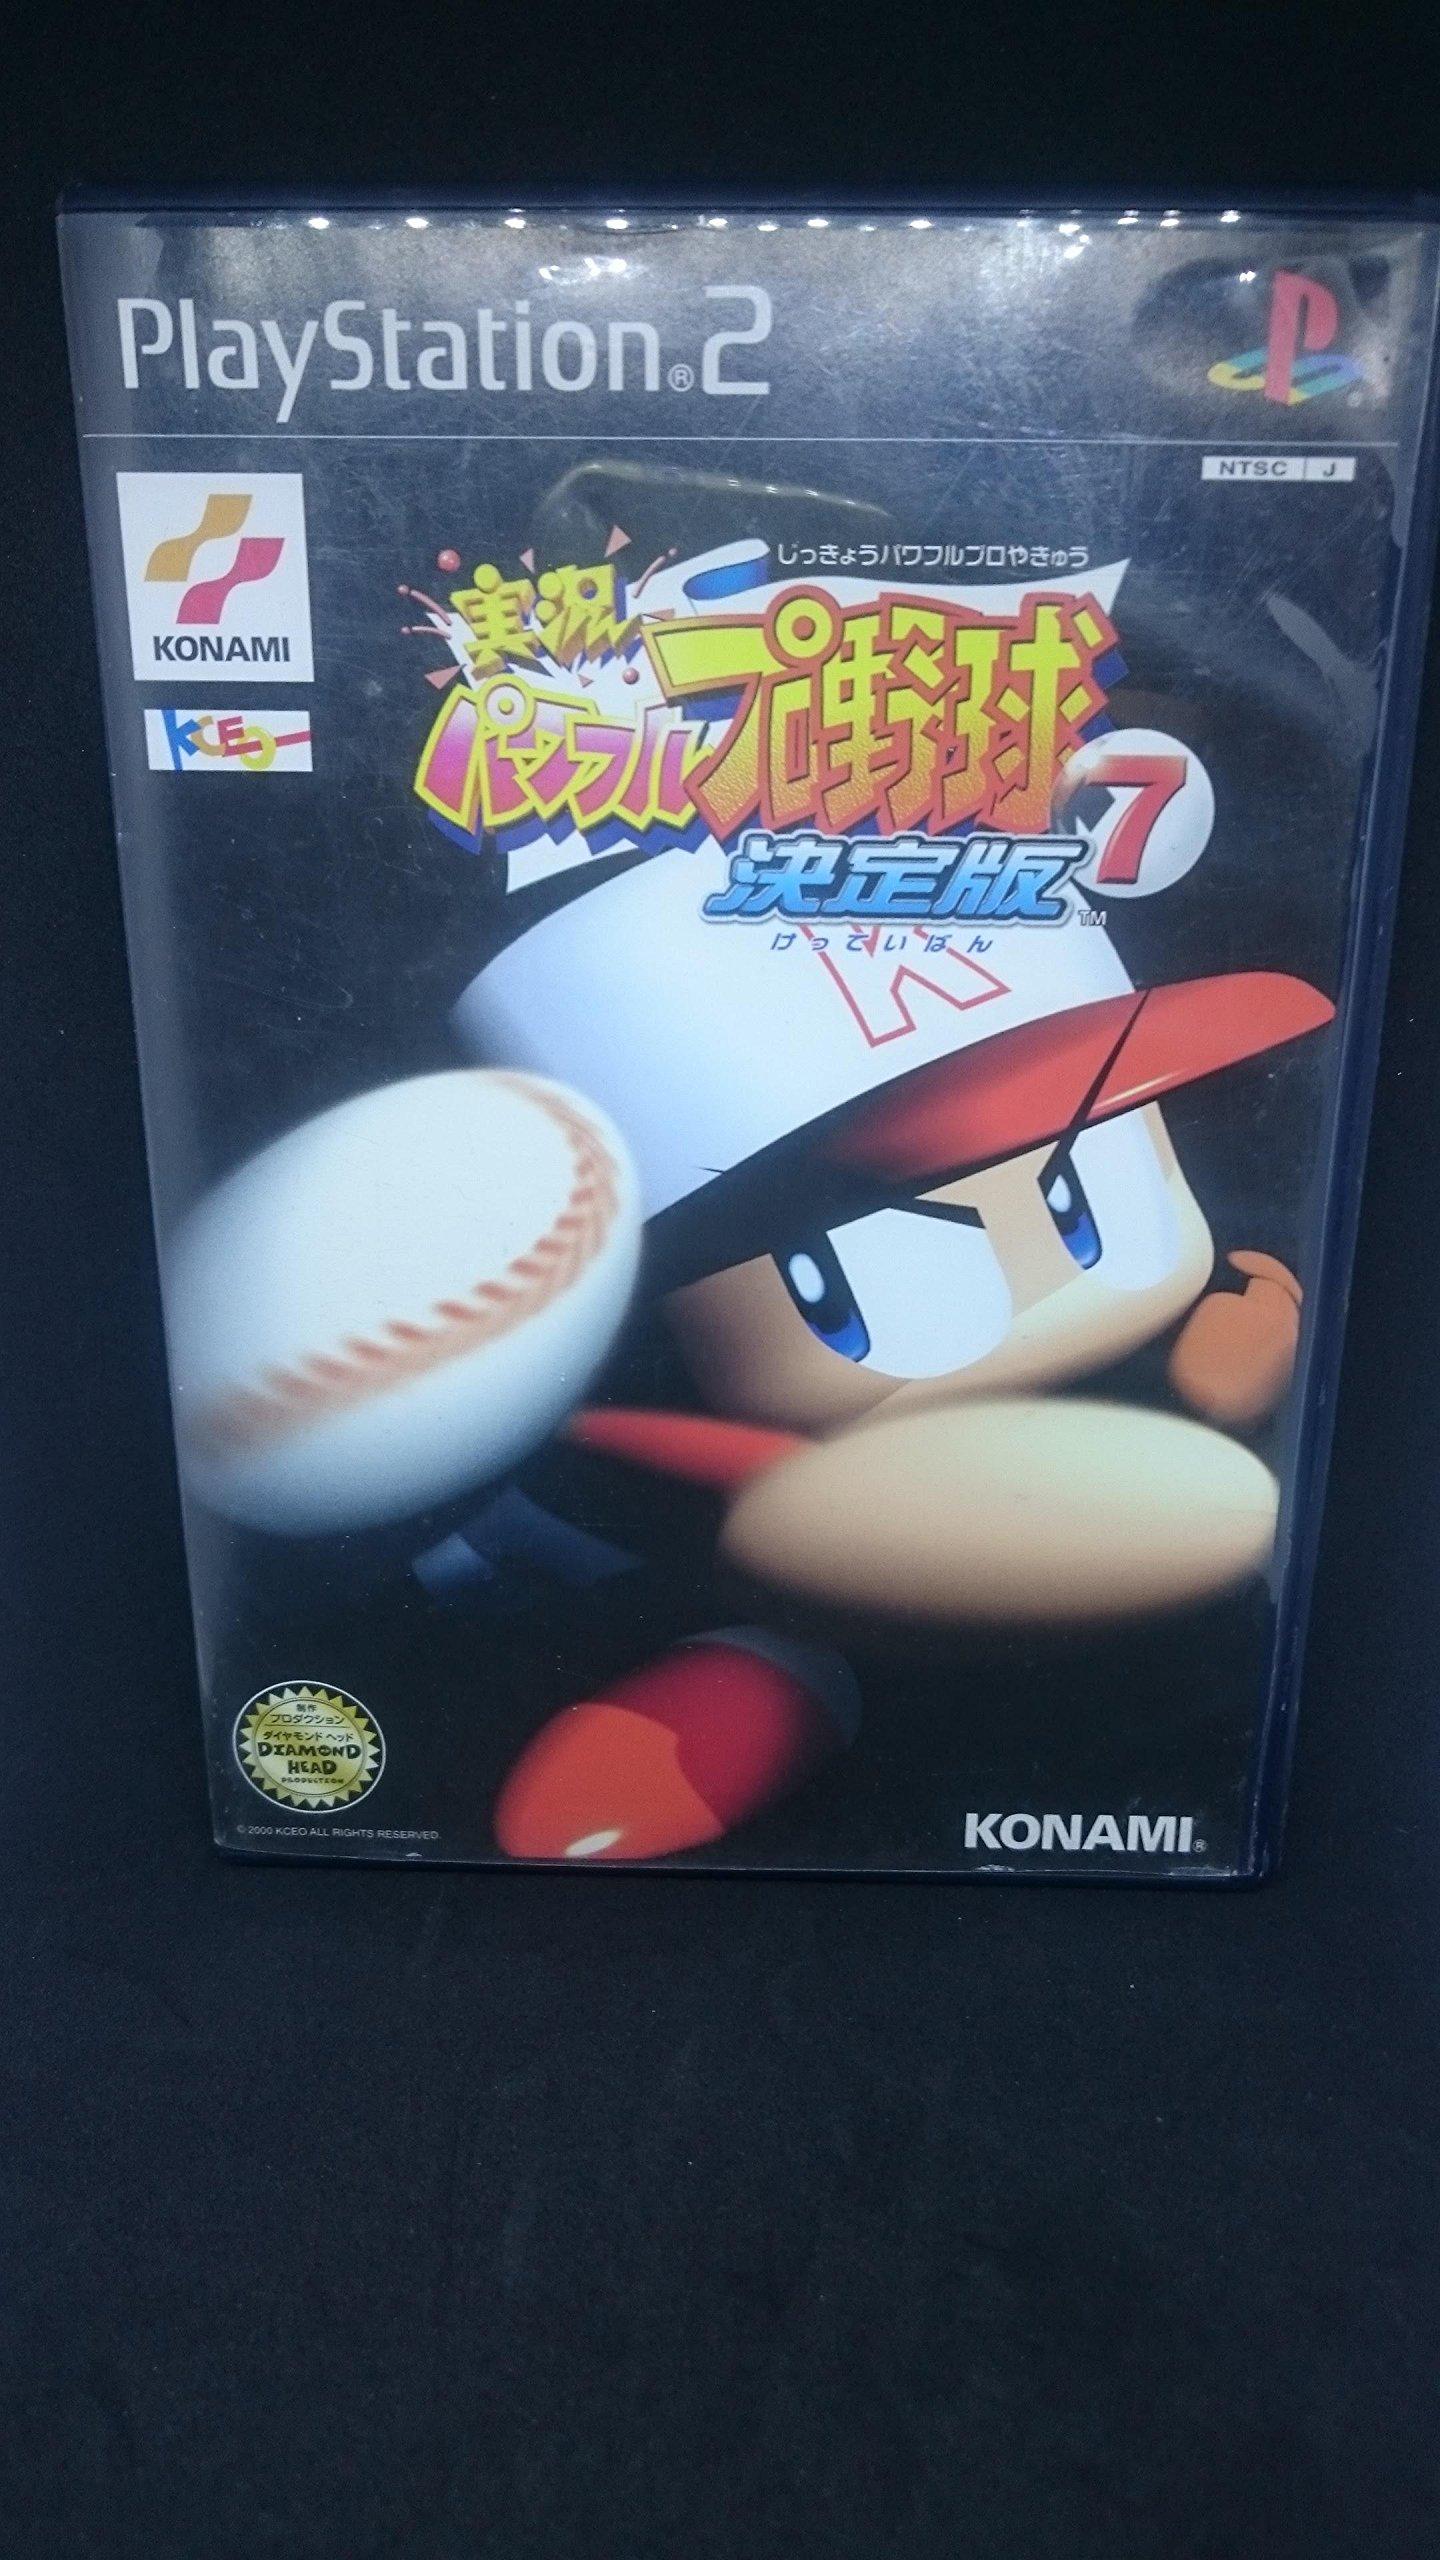 PlayStation®2
NTSC J
KONAMI
KCEO
じっきょうパワフルプロやきゅう
実況
パワフルプロ野球7
決定版™
けっていばん
K
制作
プロダクション
ダイヤモンドヘッド
DIAMOND
HEAD
PRODUCTION
© 2000 KCEO ALL RIGHTS RESERVED.
KONAMI®